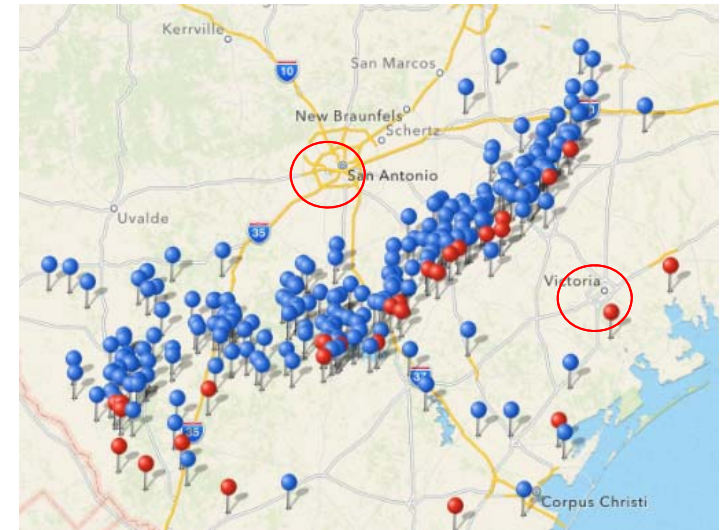 Kerrville
10
San Marcos
New Braunfels
Schertz
San Antonio
Uvalde
35
Victoria
37
35
Corpus Christi